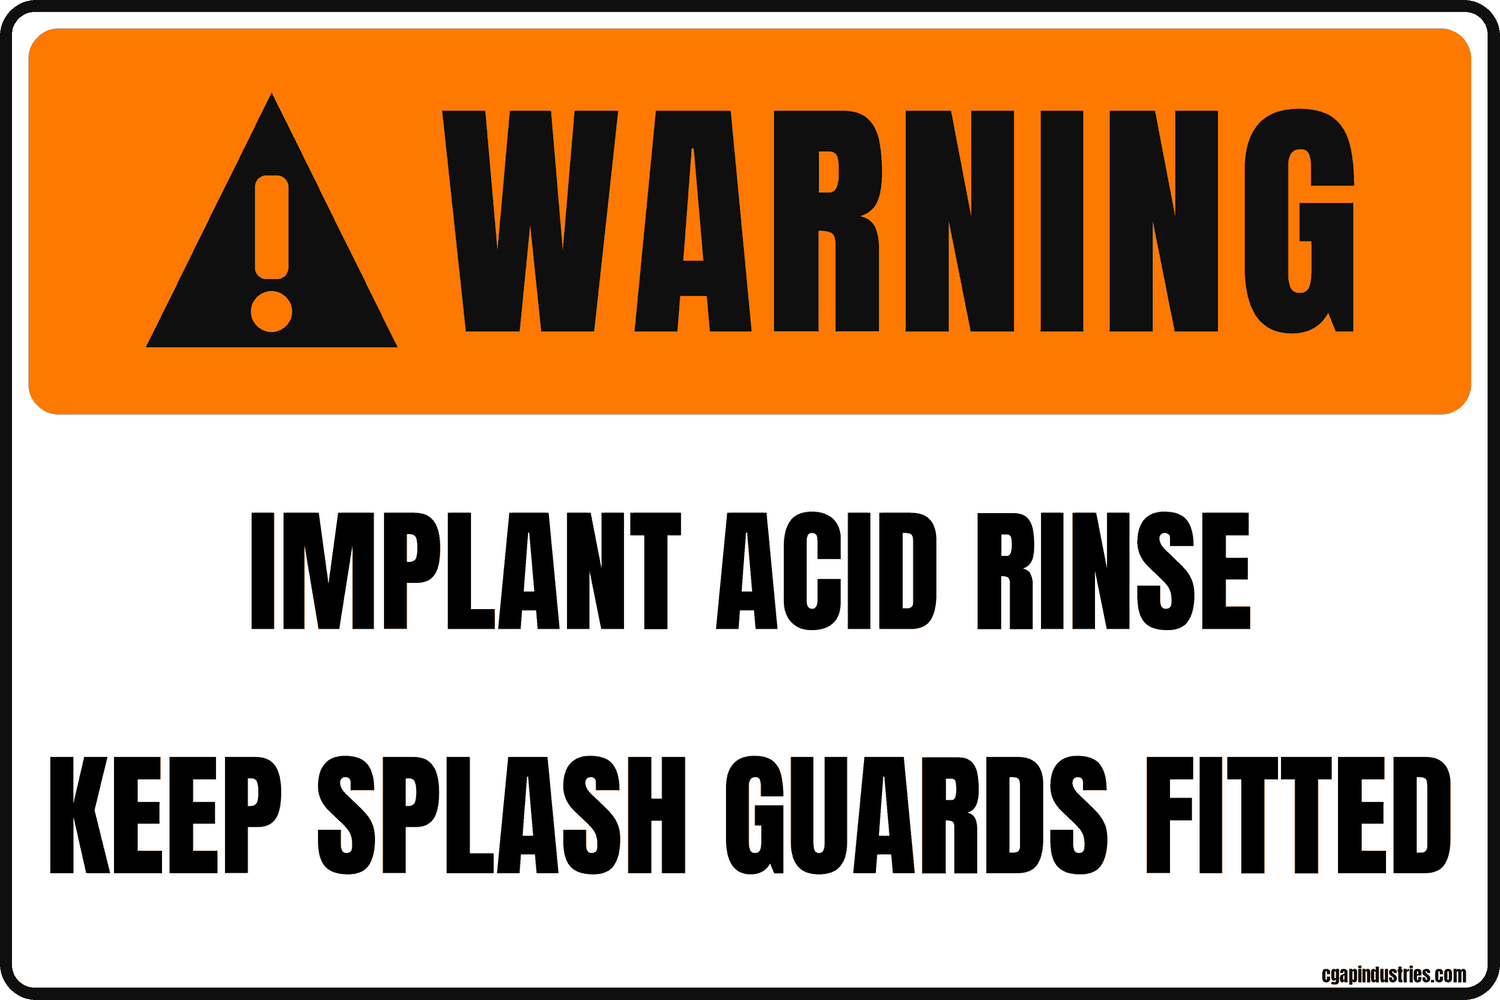 WARNING
IMPLANT ACID RINSE
KEEP SPLASH GUARDS FITTED
cgapindustries.com